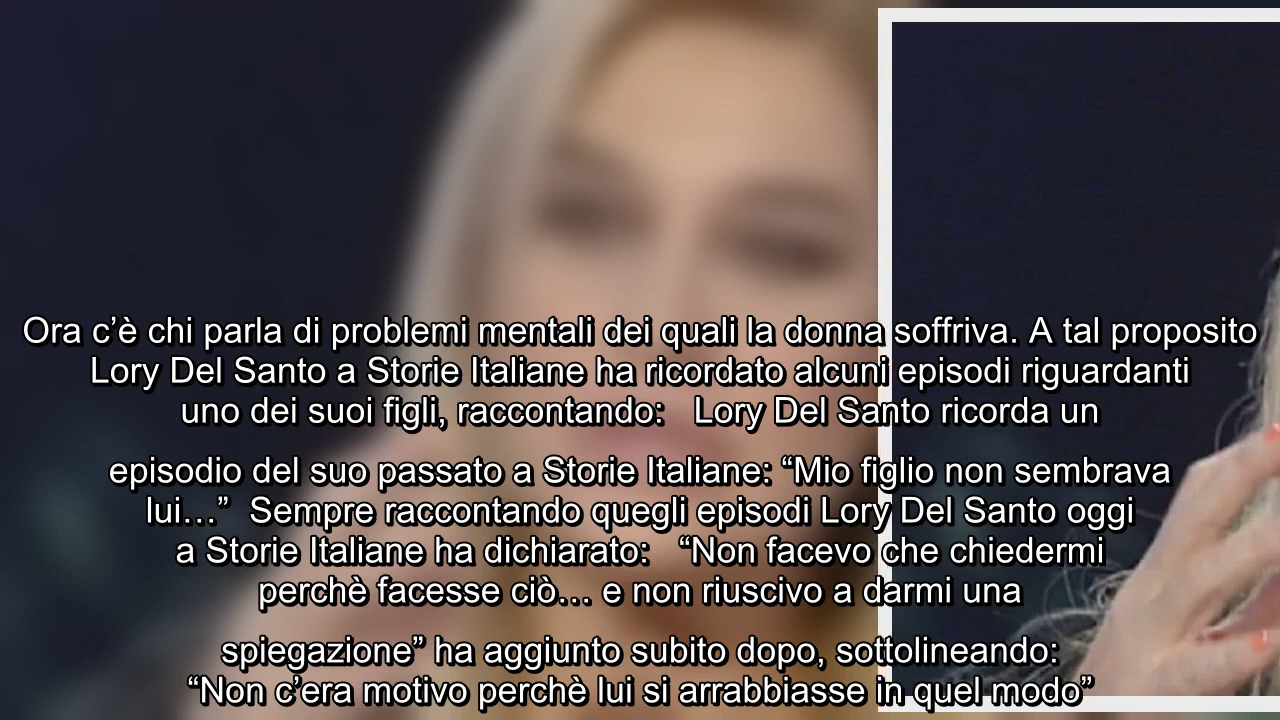 Ora c’è chi parla di problemi mentali dei quali la donna soffriva. A tal proposito
Lory Del Santo a Storie Italiane ha ricordato alcuni episodi riguardanti
uno dei suoi figli, raccontando:   Lory Del Santo ricorda un
episodio del suo passato a Storie Italiane: “Mio figlio non sembrava
lui…”  Sempre raccontando quegli episodi Lory Del Santo oggi
a Storie Italiane ha dichiarato:   “Non facevo che chiedermi
perchè facesse ciò… e non riuscivo a darmi una
spiegazione” ha aggiunto subito dopo, sottolineando:
“Non c’era motivo perchè lui si arrabbiasse in quel modo”